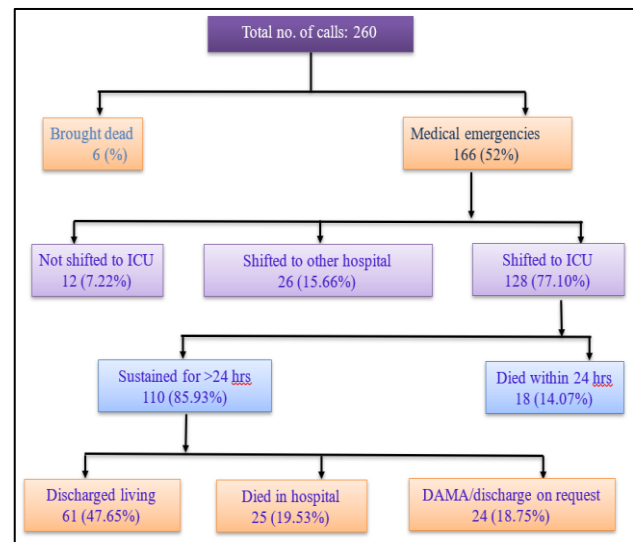 Total no. of calls: 260
Brought dead
6 (%)
Medical emergencies
166 (52%)
Not shifted to ICU
12 (7.22%)
Shifted to other hospital
26 (15.66%)
Shifted to ICU
128 (77.10%)
Sustained for >24 hrs
110 (85.93%)
Died within 24 hrs
18 (14.07%)
Discharged living
61 (47.65%)
Died in hospital
25 (19.53%)
DAMA/discharge on request
24 (18.75%)